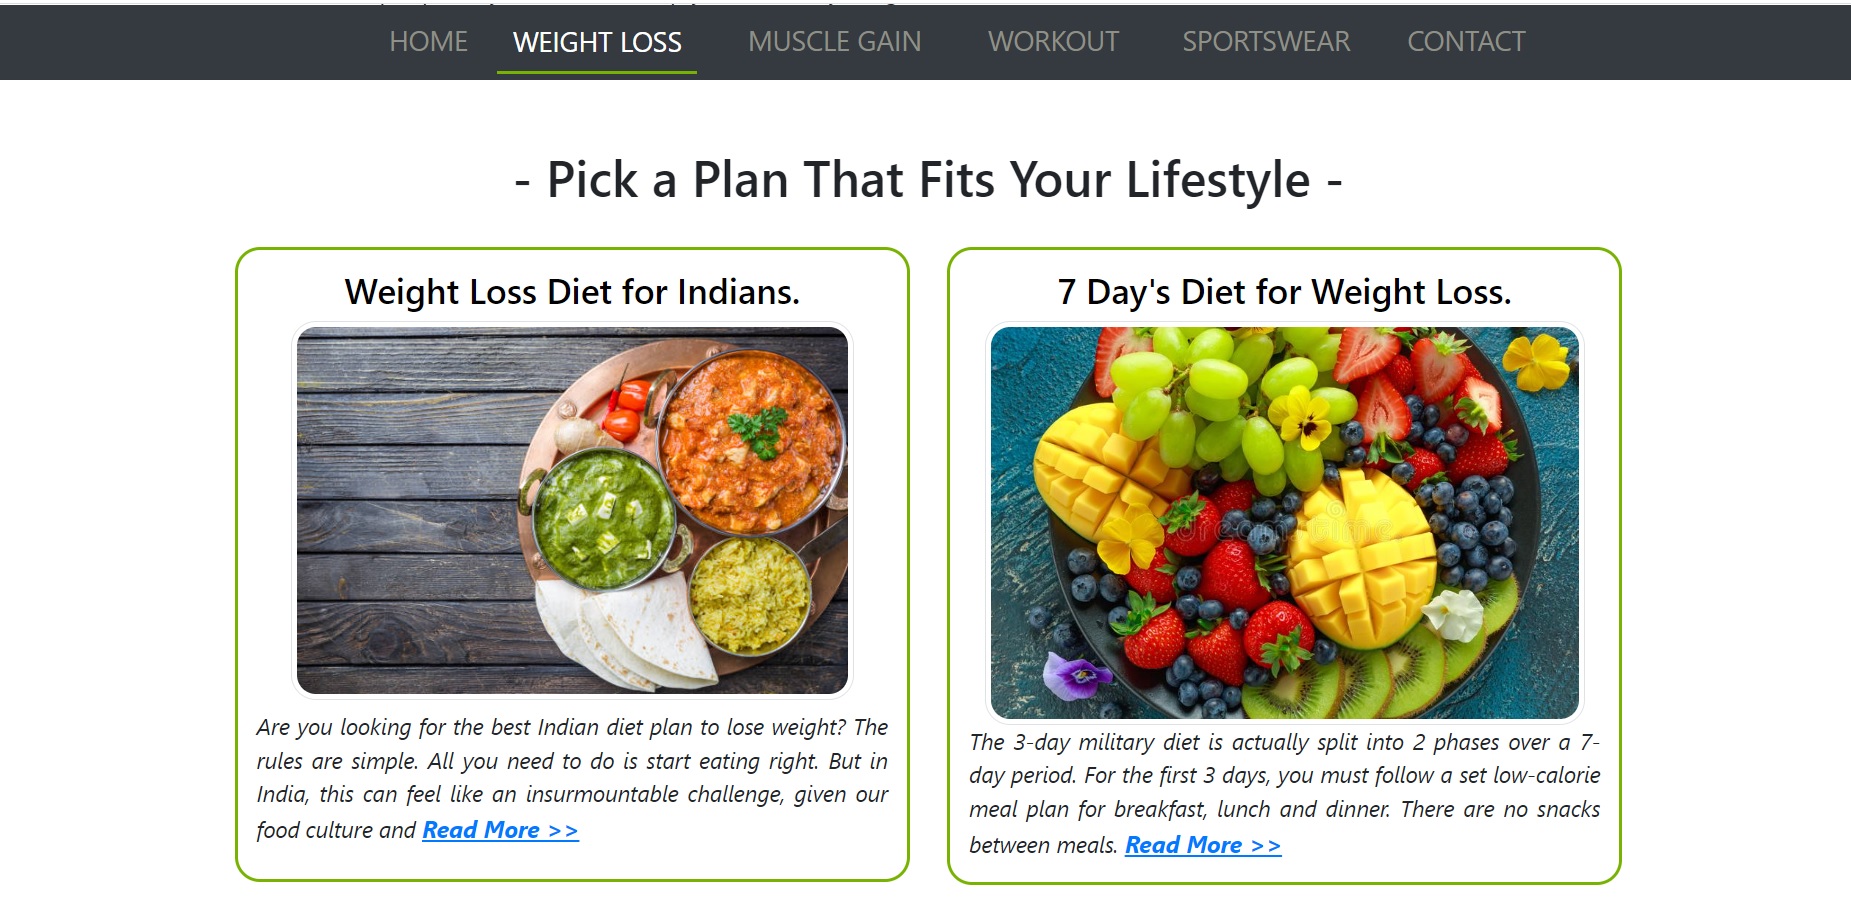 HOME WEIGHT LOSS MUSCLE GAIN WORKOUT SPORTSWEAR CONTACT
- Pick a Plan That Fits Your Lifestyle -
Weight Loss Diet for Indians.
Are you looking for the best Indian diet plan to lose weight? The
rules are simple. All you need to do is start eating right. But in
India, this can feel like an insurmountable challenge, given our
food culture and Read More >>
7 Day's Diet for Weight Loss.
dreamstime
The 3-day military diet is actually split into 2 phases over a 7-
day period. For the first 3 days, you must follow a set low-calorie
meal plan for breakfast, lunch and dinner. There are no snacks
between meals. Read More >>